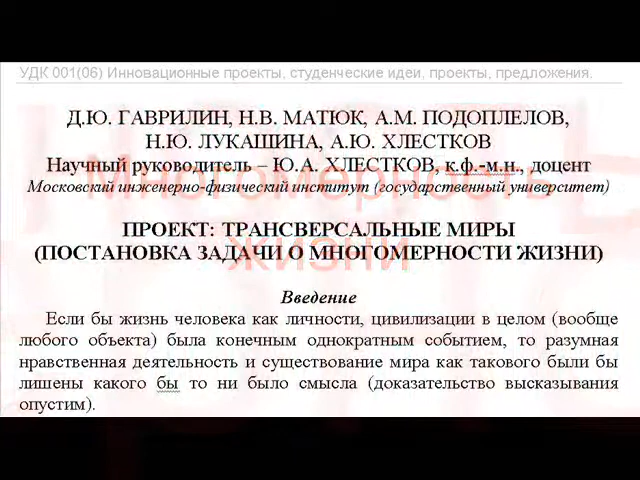 УДК 001(06) Инновационные проекты, студенческие идеи, проекты, предложения.
Д.Ю. ГАВРИЛИН, Н.В. МАТЮК, А.М. ПОДОПЛЕЛОВ,
Н.Ю. ЛУКАШИНА, А.Ю. ХЛЕСТКОВ
Научный руководитель – Ю.А. ХЛЕСТКОВ, к.ф.-м.н., доцент
Московский инженерно-физический институт (государственный университет)
Многомерность
ПРОЕКТ: ТРАНСВЕРСАЛЬНЫЕ МИРЫ
(ПОСТАНОВКА ЗАДАЧИ О МНОГОМЕРНОСТИ ЖИЗНИ)
жизни
Введение
Если бы жизнь человека как личности, цивилизации в целом (вообще
любого объекта) была конечным однократным событием, то разумная
нравственная деятельность и существование мира как такового были бы
лишены какого бы то ни было смысла (доказательство высказывания
опустим).